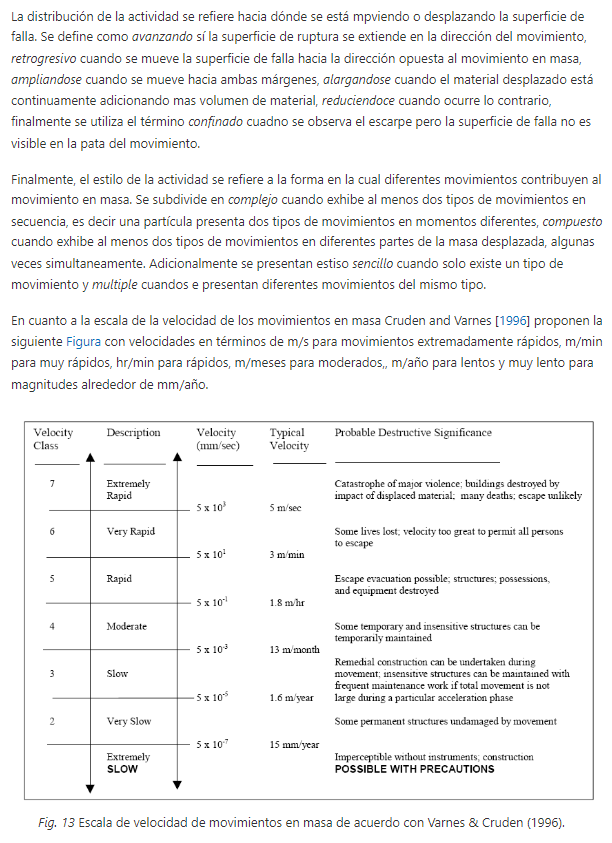 La distribución de la actividad se refiere hacia dónde se está mpviendo o desplazando la superficie de
falla. Se define como avanzando sí la superficie de ruptura se extiende en la dirección del movimiento,
retrogresivo cuando se mueve la superficie de falla hacia la dirección opuesta al movimiento en masa,
ampliandose cuando se mueve hacia ambas márgenes, alargandose cuando el material desplazado está
continuamente adicionando mas volumen de material, reduciendoce cuando ocurre lo contrario,
finalmente se utiliza el término confinado cuadno se observa el escarpe pero la superficie de falla no es
visible en la pata del movimiento.
Finalmente, el estilo de la actividad se refiere a la forma en la cual diferentes movimientos contribuyen al
movimiento en masa. Se subdivide en complejo cuando exhibe al menos dos tipos de movimientos en
secuencia, es decir una partícula presenta dos tipos de movimientos en momentos diferentes, compuesto
cuando exhibe al menos dos tipos de movimientos en diferentes partes de la masa desplazada, algunas
veces simultaneamente. Adicionalmente se presentan estiso sencillo cuando solo existe un tipo de
movimiento y multiple cuandos e presentan diferentes movimientos del mismo tipo.
En cuanto a la escala de la velocidad de los movimientos en masa Cruden and Varnes [1996] proponen la
siguiente Figura con velocidades en términos de m/s para movimientos extremadamente rápidos, m/min
para muy rápidos, hr/min para rápidos, m/meses para moderados,, m/año para lentos y muy lento para
magnitudes alrededor de mm/año.
Velocity Class Description Velocity (mm/sec) Typical Velocity Probable Destructive Significance
7 Extremely Rapid Catastrophe of major violence; buildings destroyed by
impact of displaced material; many deaths; escape unlikely
5 x 10³ 5 m/sec
6 Very Rapid Some lives lost; velocity too great to permit all persons
to escape
5 x 10¹ 3 m/min
5 Rapid Escape evacuation possible; structures; possessions,
and equipment destroyed
5 x 10⁻¹ 1.8 m/hr
4 Moderate Some temporary and insensitive structures can be
temporarily maintained
5 x 10⁻³ 13 m/month
3 Slow Remedial construction can be undertaken during
movement; insensitive structures can be maintained with
frequent maintenance work if total movement is not
large during a particular acceleration phase
5 x 10⁻⁵ 1.6 m/year
2 Very Slow Some permanent structures undamaged by movement
5 x 10⁻⁷ 15 mm/year
Extremely Imperceptible without instruments; construction
SLOW POSSIBLE WITH PRECAUTIONS
Fig. 13 Escala de velocidad de movimientos en masa de acuerdo con Varnes & Cruden (1996).